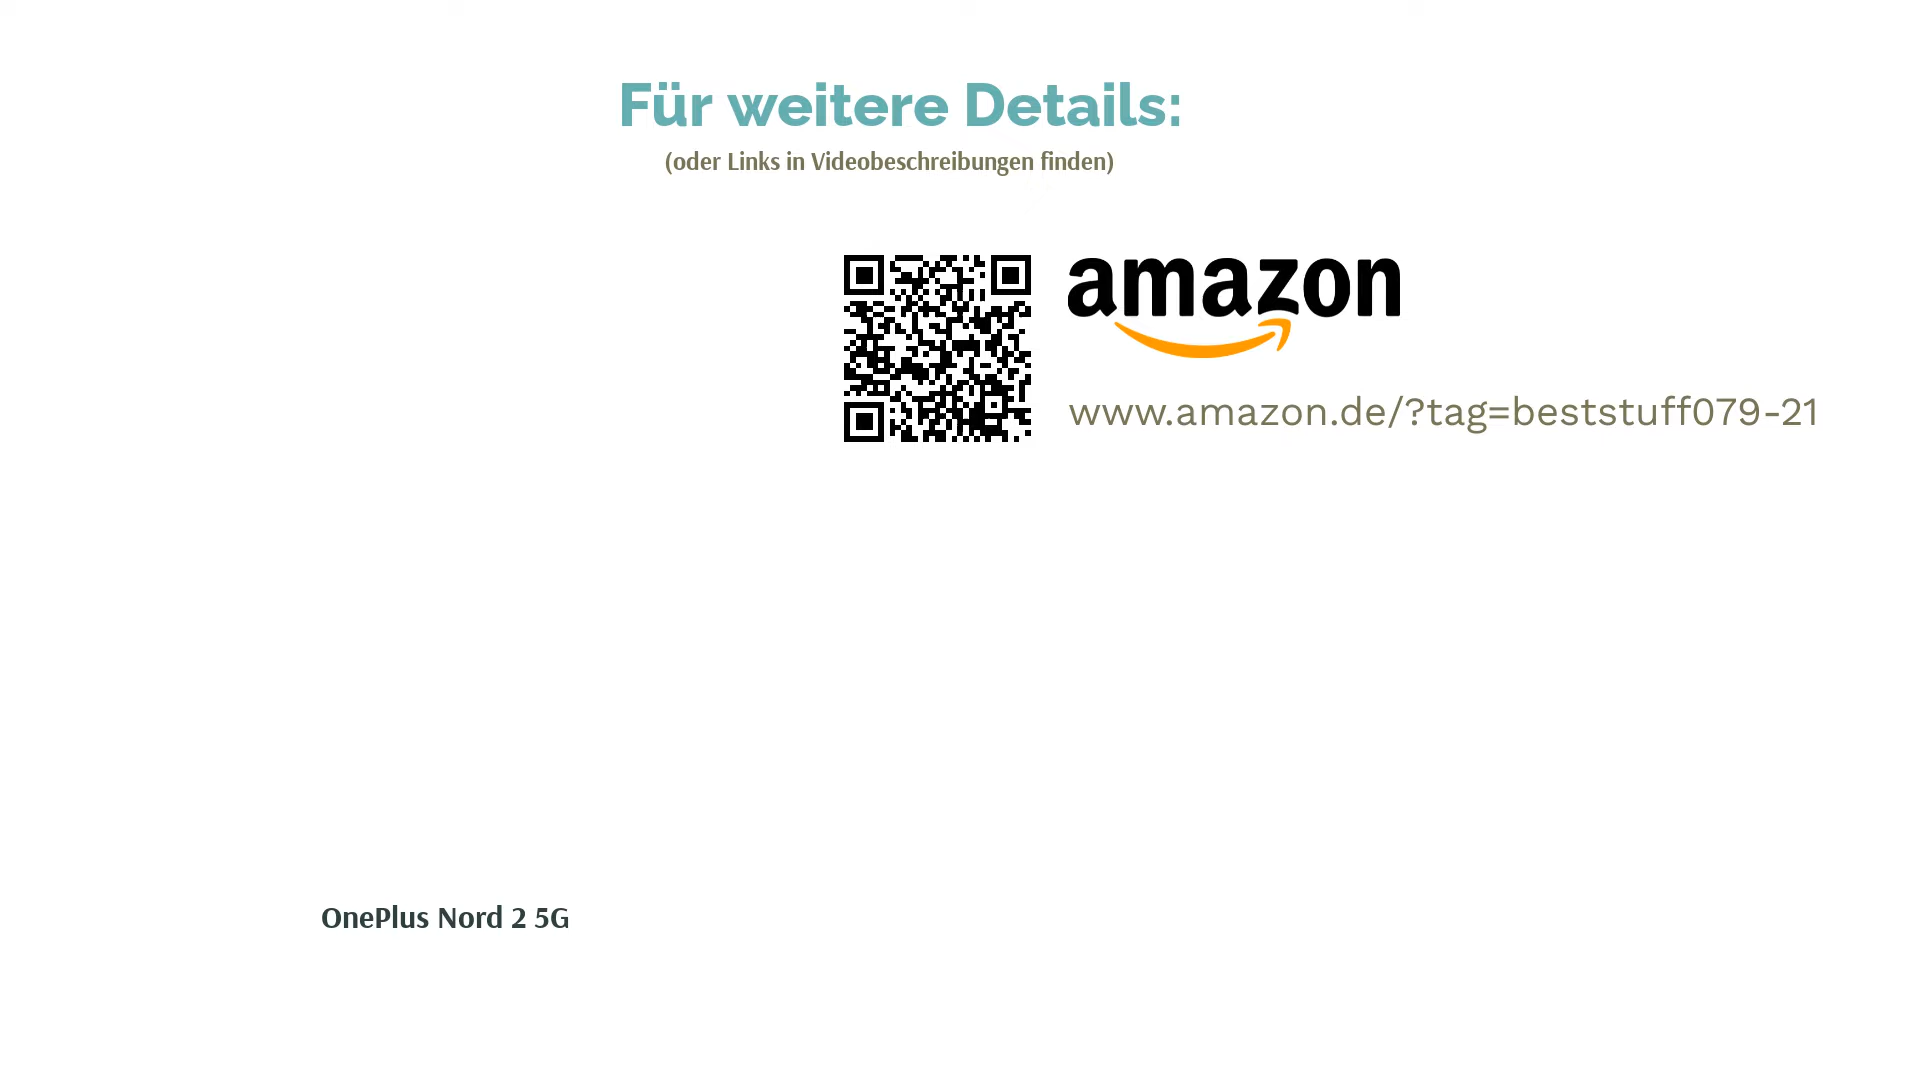 Für weitere Details:
(oder Links in Videobeschreibungen finden)
amazon
www.amazon.de/?tag=beststuff079-21
OnePlus Nord 2 5G